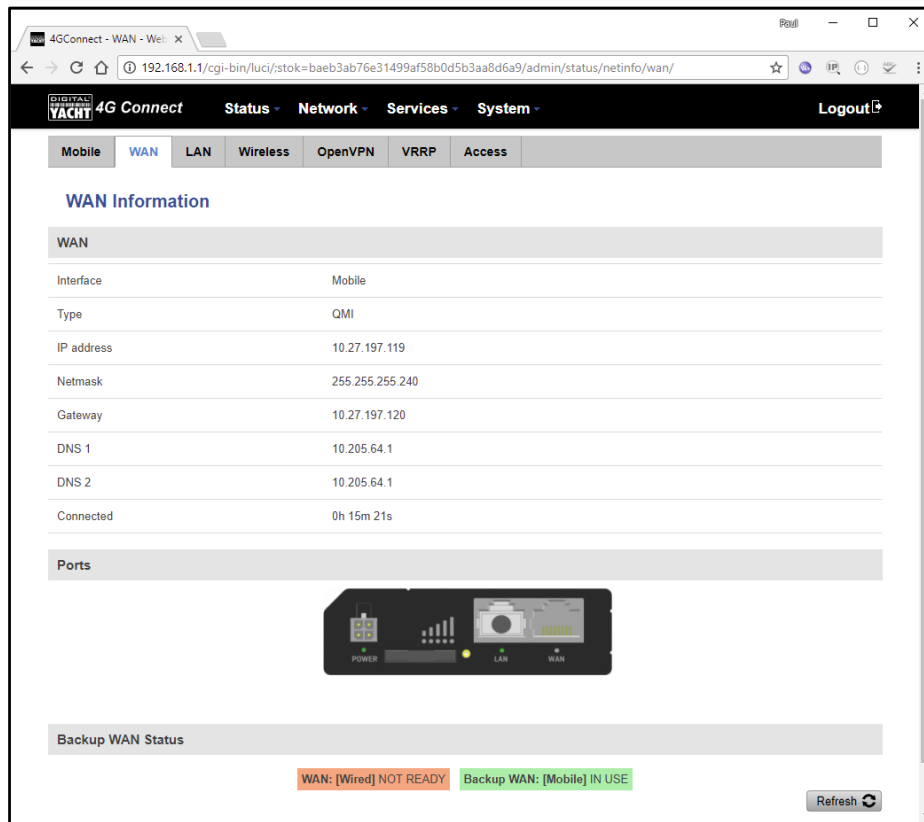 Paul
4GConnect - WAN - Web
192.168.1.1/cgi-bin/luci/;stok=baeb3ab76e31499af58b0d5b3aa8d6a9/admin/status/netinfo/wan/
DIGITAL YACHT 4G Connect Status Network Services System Logout
Mobile WAN LAN Wireless OpenVPN VRRP Access
WAN Information
WAN
Interface Mobile
Type QMI
IP address 10.27.197.119
Netmask 255.255.255.240
Gateway 10.27.197.120
DNS 1 10.205.64.1
DNS 2 10.205.64.1
Connected 0h 15m 21s
Ports
POWER LAN WAN
Backup WAN Status
WAN: [Wired] NOT READY Backup WAN: [Mobile] IN USE
Refresh